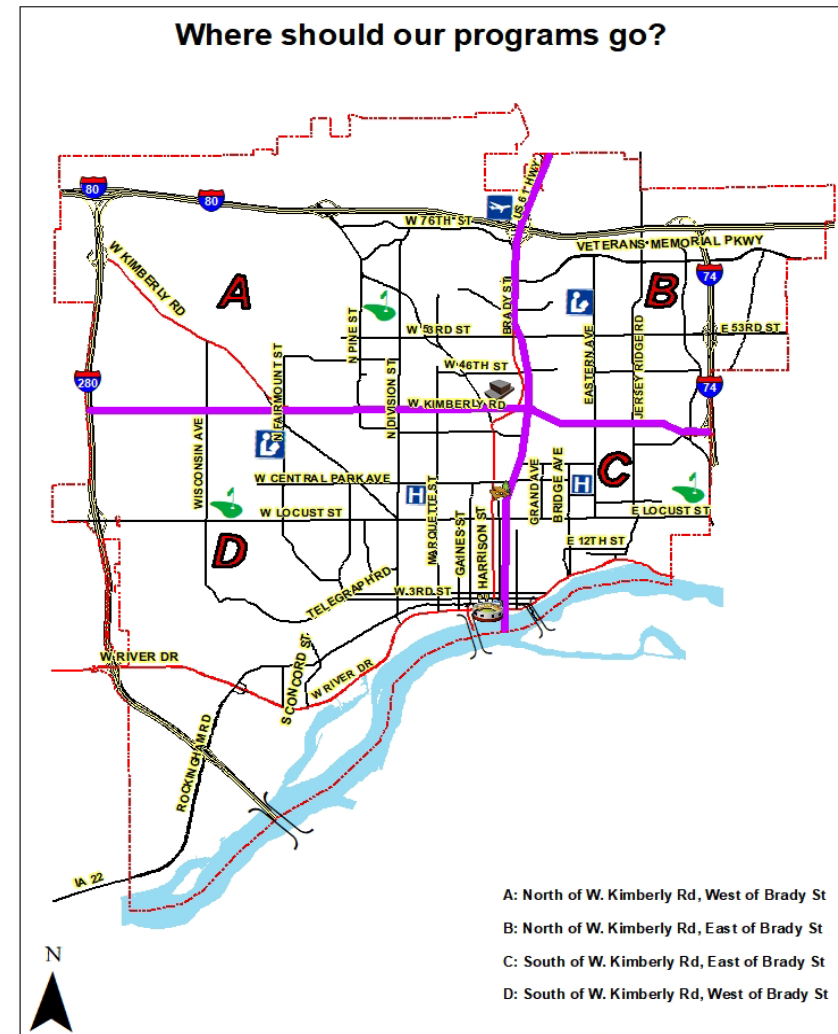 Where should our programs go?
80
80
US 61 HWY
W 76TH ST
VETERANS MEMORIAL PKWY
W KIMBERLY RD
A
B
74
N PINE ST
BRADY ST
EASTERN AVE
JERSEY RIDGE RD
W 53RD ST
E 53RD ST
W 46TH ST
280
74
N FAIRMOUNT ST
N DIVISION ST
W KIMBERLY RD
WISCONSIN AVE
W CENTRAL PARK AVE
H
H
C
MARQUETTE ST
GAINES ST
HARRISON ST
GRAND AVE
BRIDGE AVE
W LOCUST ST
E LOCUST ST
D
E 12TH ST
TELEGRAPH RD
W 3RD ST
W RIVER DR
S CONCORD ST
W RIVER DR
ROCKINGHAM RD
IA 22
A: North of W. Kimberly Rd, West of Brady St
B: North of W. Kimberly Rd, East of Brady St
C: South of W. Kimberly Rd, East of Brady St
D: South of W. Kimberly Rd, West of Brady St
N